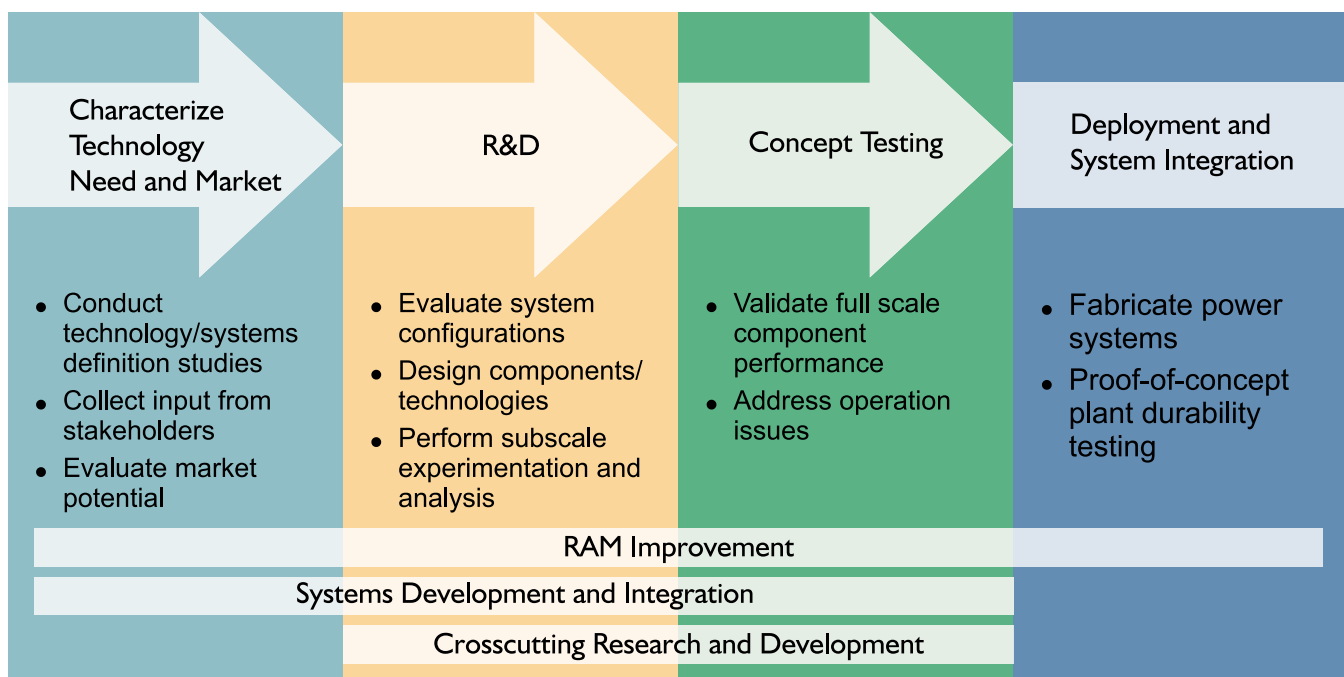 Characterize
Technology
Need and Market
R&D
Concept Testing
Deployment and
System Integration
• Conduct
technology/systems
definition studies
• Collect input from
stakeholders
• Evaluate market
potential
• Evaluate system
configurations
• Design components/
technologies
• Perform subscale
experimentation and
analysis
• Validate full scale
component
performance
• Address operation
issues
• Fabricate power
systems
• Proof-of-concept
plant durability
testing
RAM Improvement
Systems Development and Integration
Crosscutting Research and Development